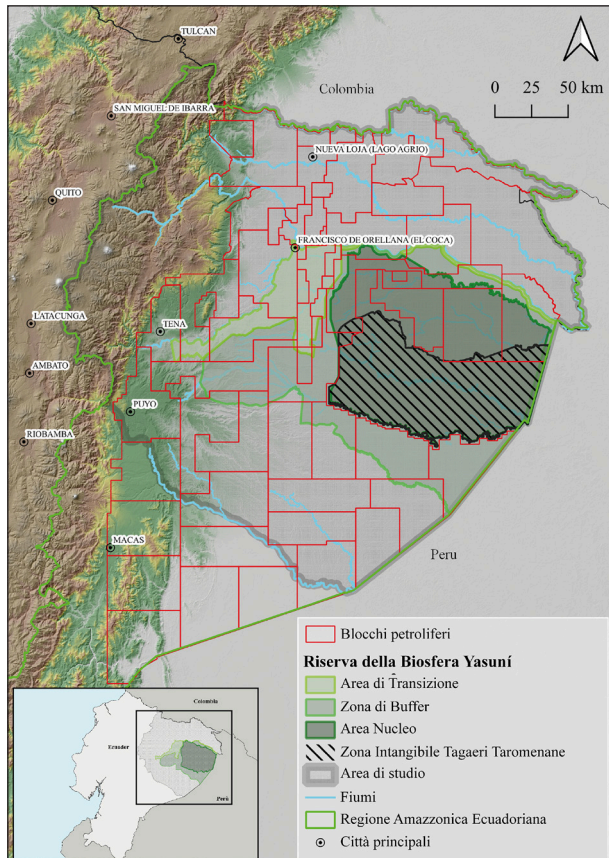 TULCAN
0 25 50 km
Colombia
SAN MIGUEL DE IBARRA
NUEVA LOJA (LAGO AGRIO)
QUITO
FRANCISCO DE ORELLANA (EL COCA)
LATACUNGA
TENA
AMBATO
PUYO
RIOBAMBA
MACAS
Peru
Blocchi petroliferi
Riserva della Biosfera Yasuní
Area di Transizione
Zona di Buffer
Area Nucleo
Zona Intangibile Tagaeri Taromenane
Area di studio
Fiumi
Regione Amazzonica Ecuadoriana
Città principali
Colombia
Ecuador
Perù